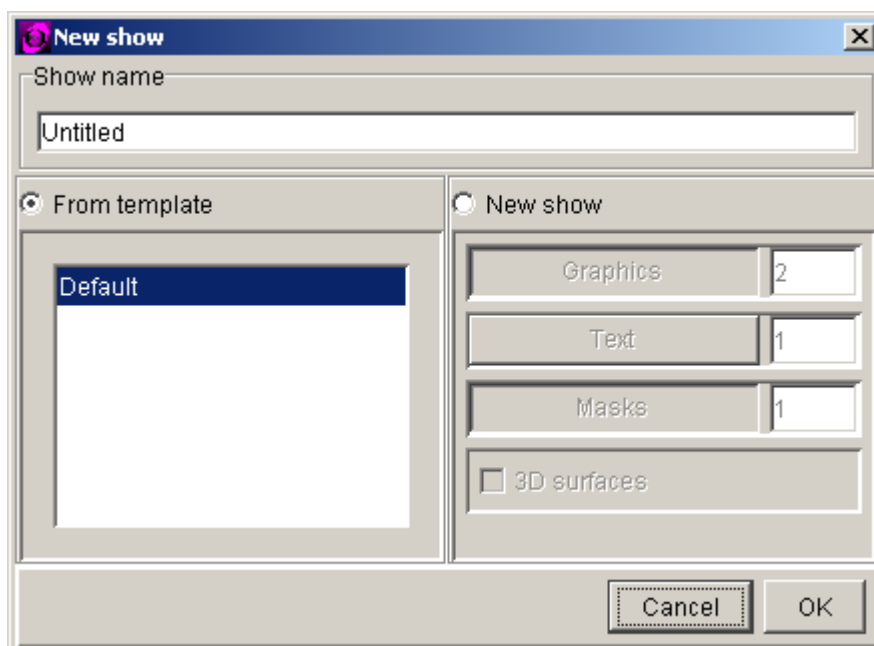 New show
Show name
Untitled
From template
New show
Default
Graphics 2
Text 1
Masks 1
3D surfaces
Cancel OK